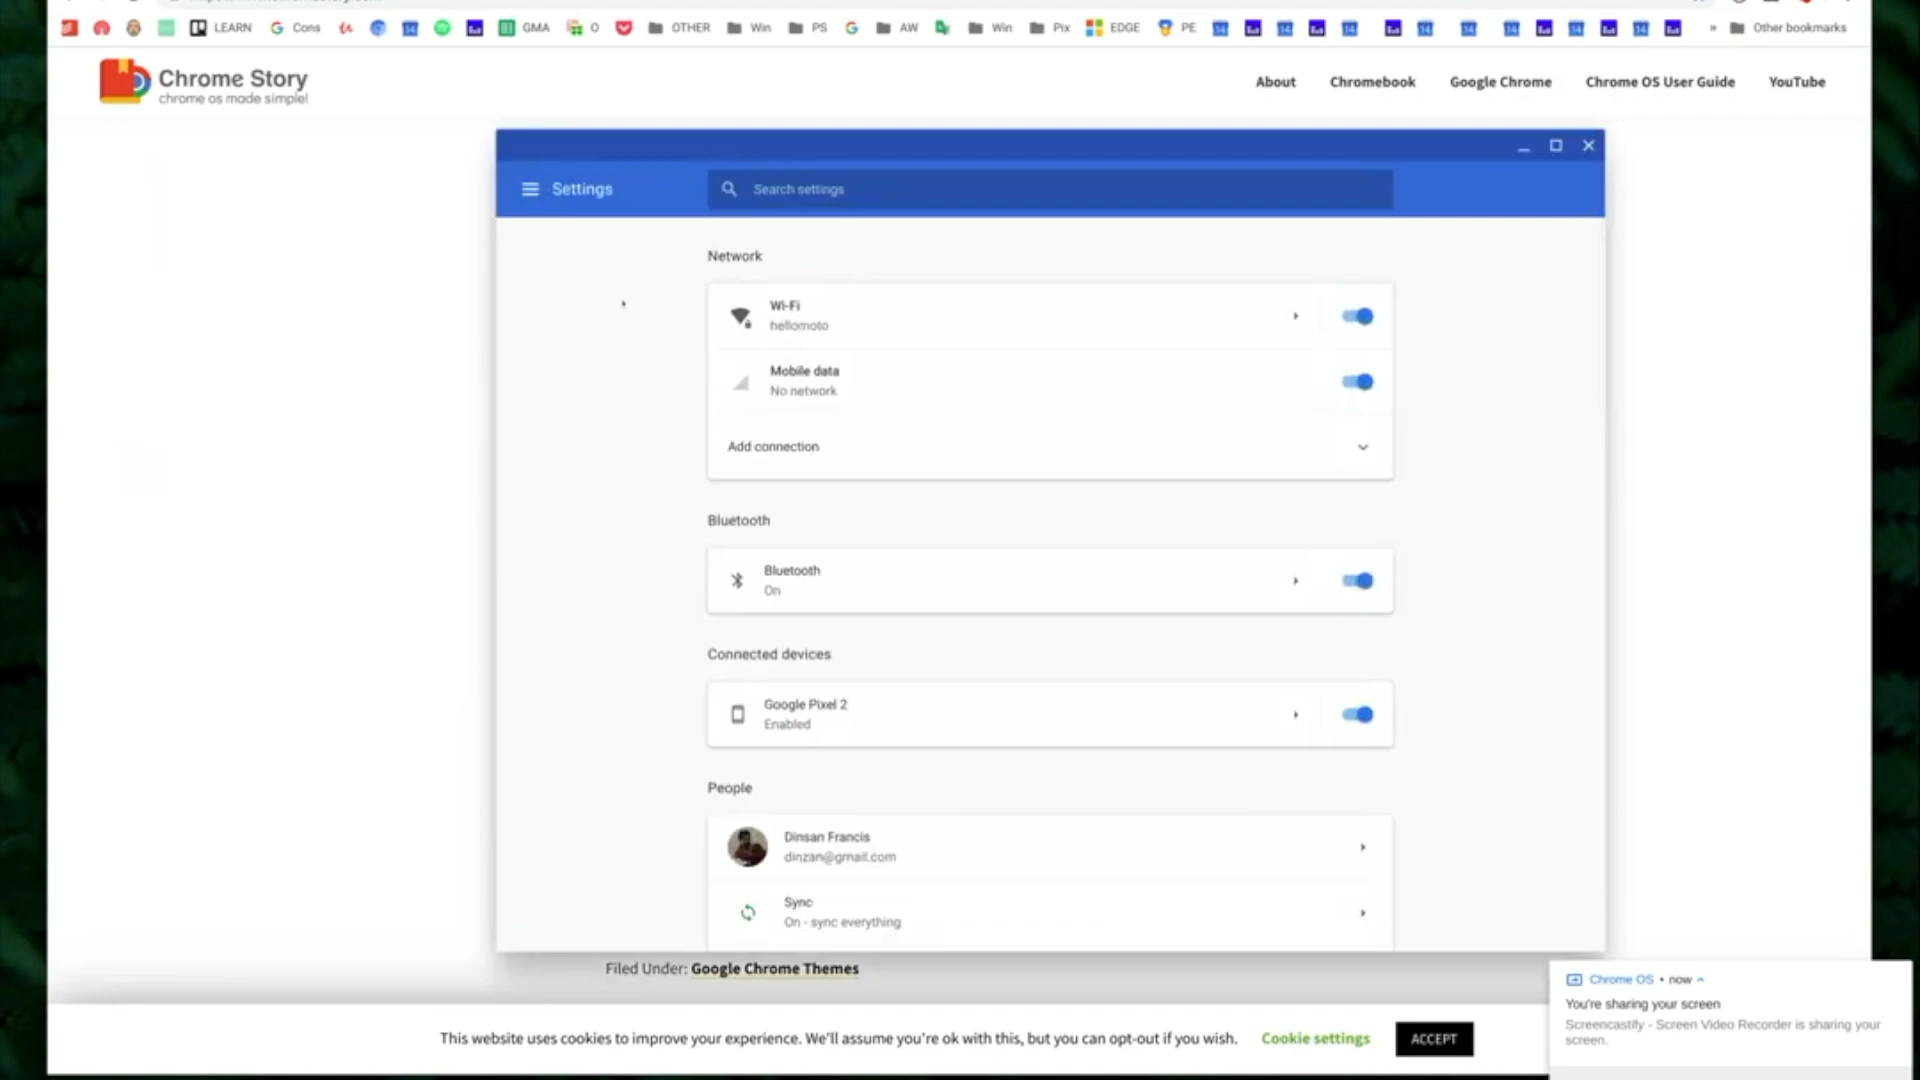 LEARN Cons GMA O OTHER Win PS AW Win Pix EDGE PE » Other bookmarks
Chrome Story
chrome os made simple!
About Chromebook Google Chrome Chrome OS User Guide YouTube
Settings
Search settings
Network
Wi-Fi
hellomoto
Mobile data
No network
Add connection
Bluetooth
Bluetooth
On
Connected devices
Google Pixel 2
Enabled
People
Dinsan Francis
dinzan@gmail.com
Sync
On - sync everything
Filed Under: Google Chrome Themes
Chrome OS • now
You're sharing your screen
Screencastify - Screen Video Recorder is sharing your
screen.
This website uses cookies to improve your experience. We'll assume you're ok with this, but you can opt-out if you wish. Cookie settings ACCEPT